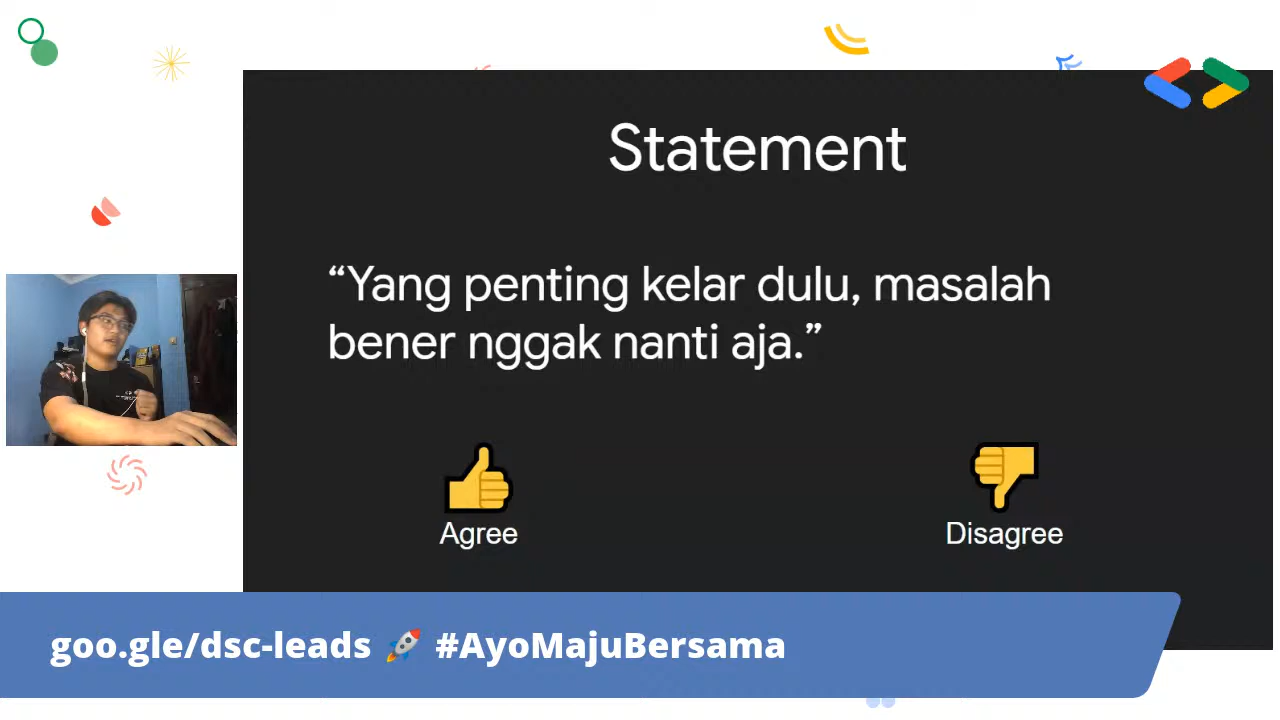 Statement
“Yang penting kelar dulu, masalah
bener nggak nanti aja.”
Agree
Disagree
goo.gle/dsc-leads 🚀 #AyoMajuBersama